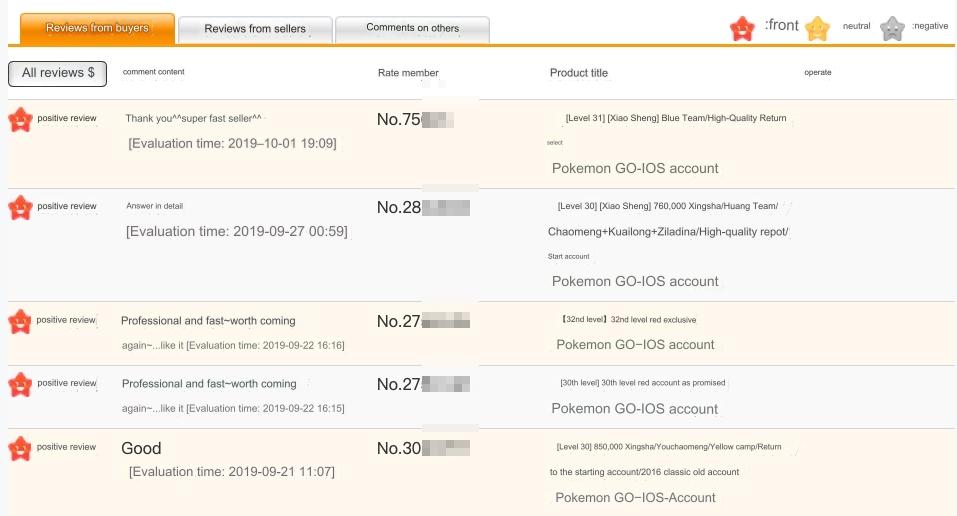 Reviews from buyers
Reviews from sellers
Comments on others
:front
neutral
:negative
All reviews $
comment content
Rate member
Product title
operate
positive review
Thank you^^super fast seller^^
No.75
[Level 31] [Xiao Sheng] Blue Team/High-Quality Return
[Evaluation time: 2019–10-01 19:09]
select
Pokemon GO-IOS account
positive review
Answer in detail
No.28
[Level 30] [Xiao Sheng] 760,000 Xingsha/Huang Team/
[Evaluation time: 2019-09-27 00:59]
Chaomeng+Kuailong+Ziladina/High-quality repot/
Start account
Pokemon GO-IOS account
positive review
Professional and fast~worth coming
No.27
【32nd level】32nd level red exclusive
again~...like it [Evaluation time: 2019-09-22 16:16]
Pokemon GO−IOS account
positive review
Professional and fast~worth coming
No.27
[30th level] 30th level red account as promised
again~...like it [Evaluation time: 2019-09-22 16:15]
Pokemon GO-IOS account
positive review
Good
No.30
[Level 30] 850,000 Xingsha/Youchaomeng/Yellow camp/Return
[Evaluation time: 2019-09-21 11:07]
to the starting account/2016 classic old account
Pokemon GO−IOS-Account